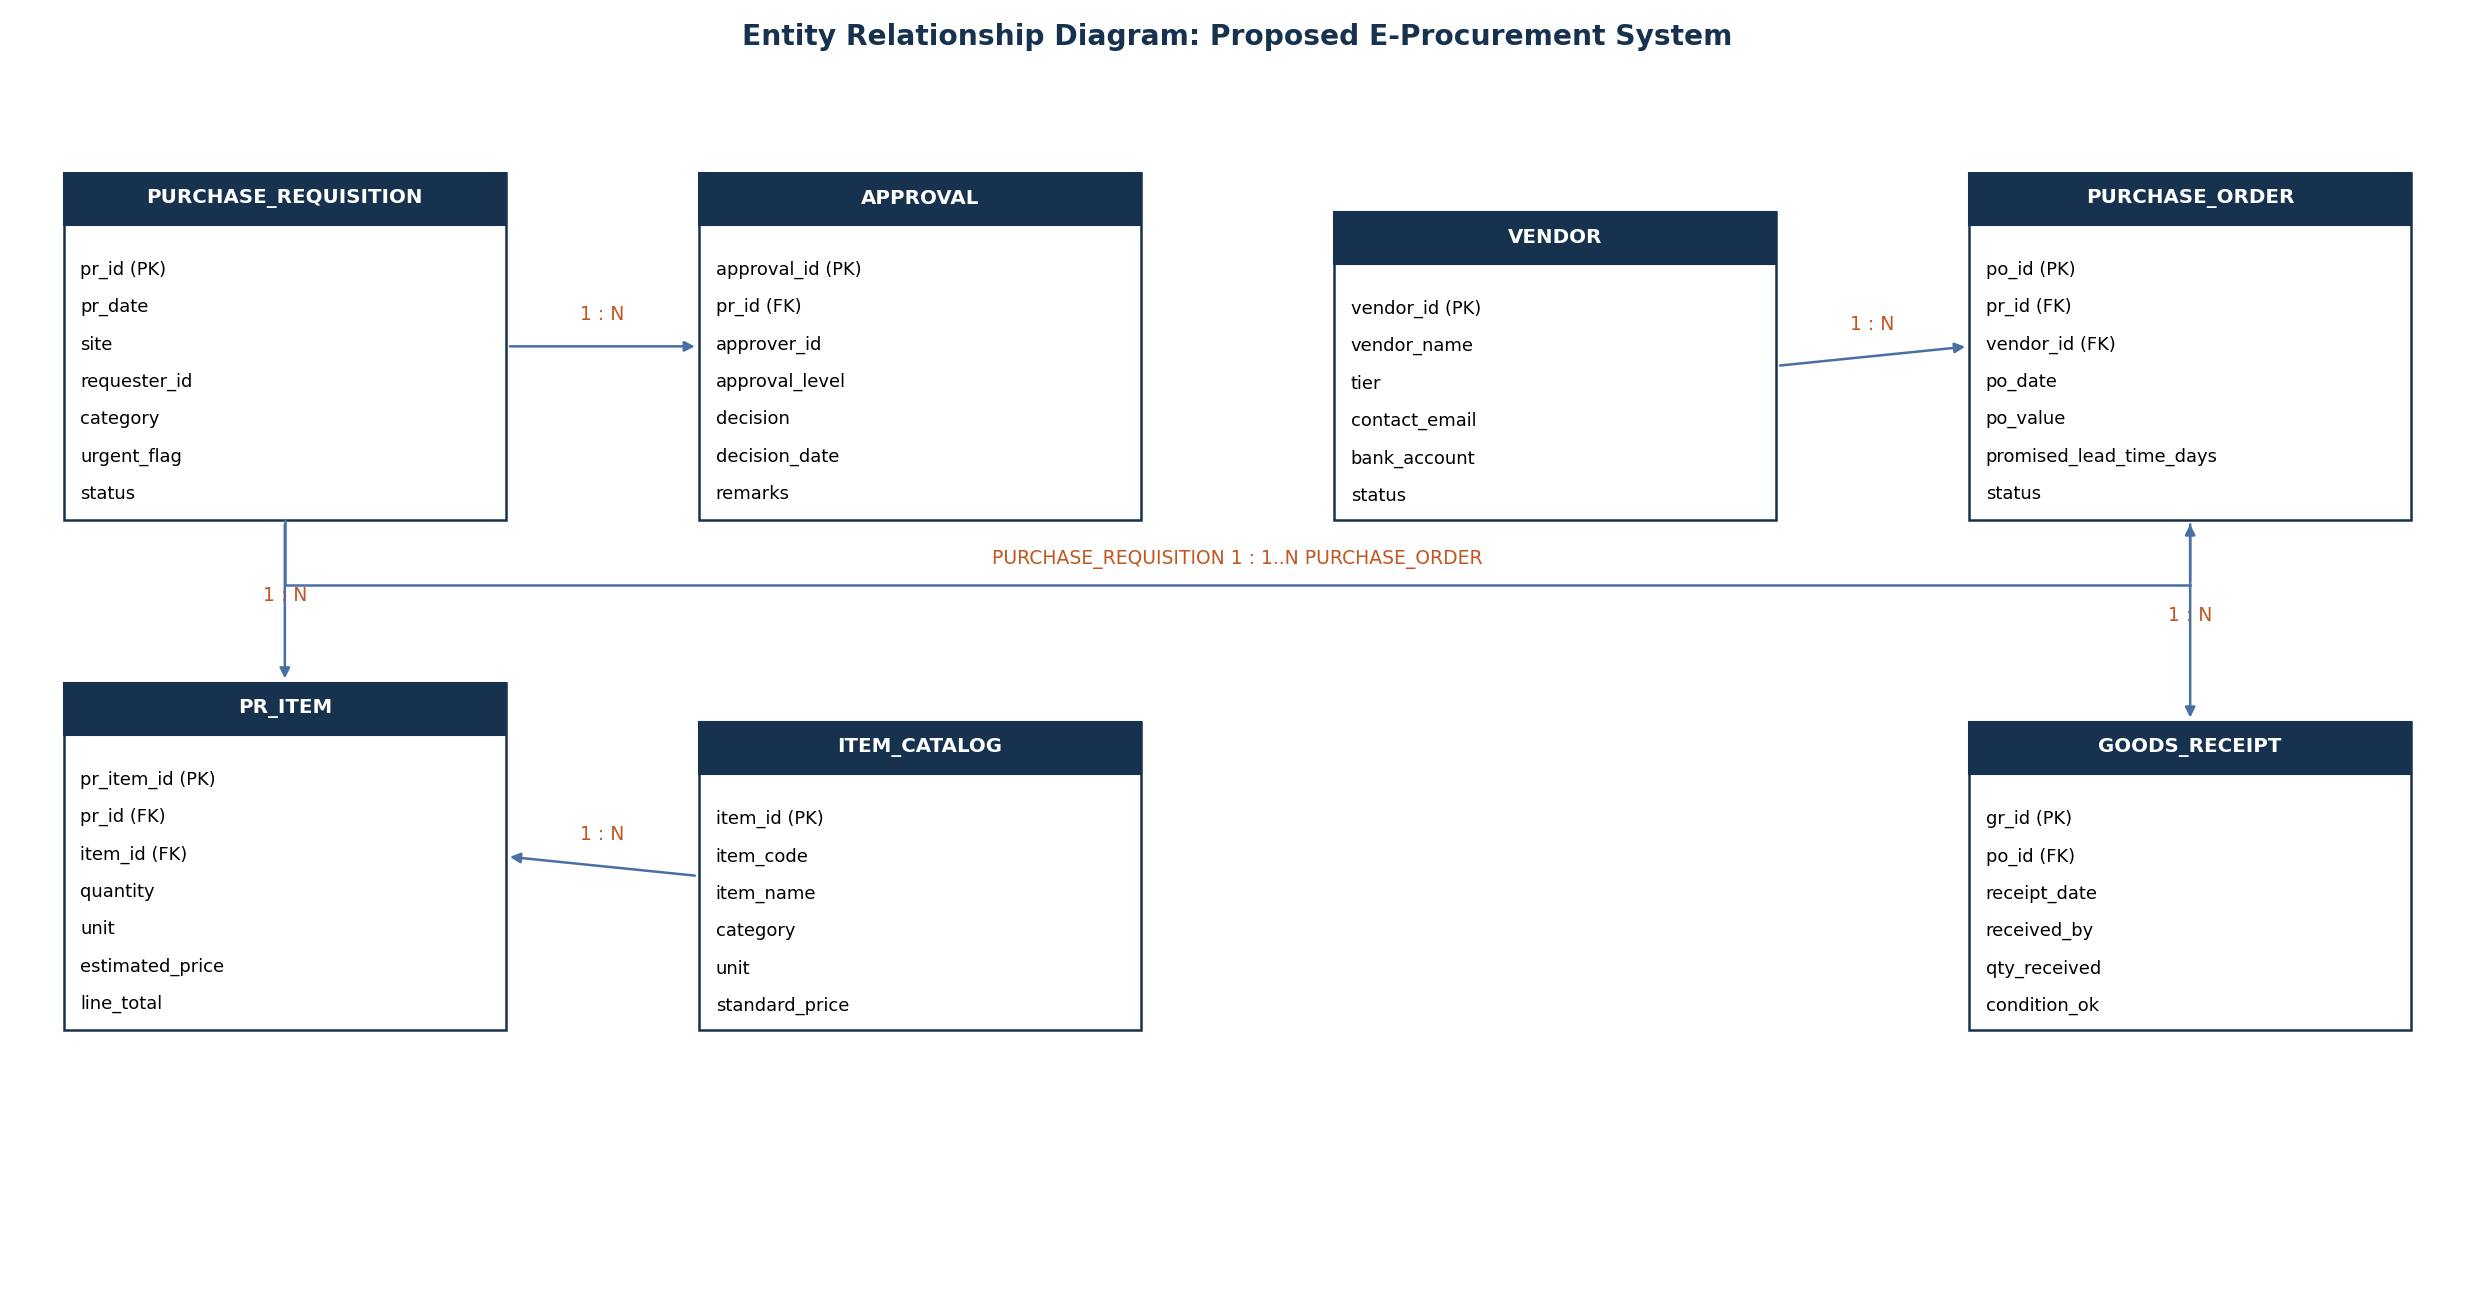 Entity Relationship Diagram: Proposed E-Procurement System
PURCHASE_REQUISITION
pr_id (PK)
pr_date
site
requester_id
category
urgent_flag
status
1 : N
APPROVAL
approval_id (PK)
pr_id (FK)
approver_id
approval_level
decision
decision_date
remarks
VENDOR
vendor_id (PK)
vendor_name
tier
contact_email
bank_account
status
1 : N
PURCHASE_ORDER
po_id (PK)
pr_id (FK)
vendor_id (FK)
po_date
po_value
promised_lead_time_days
status
PURCHASE_REQUISITION 1 : 1..N PURCHASE_ORDER
1 : N
1 : N
PR_ITEM
pr_item_id (PK)
pr_id (FK)
item_id (FK)
quantity
unit
estimated_price
line_total
1 : N
ITEM_CATALOG
item_id (PK)
item_code
item_name
category
unit
standard_price
GOODS_RECEIPT
gr_id (PK)
po_id (FK)
receipt_date
received_by
qty_received
condition_ok